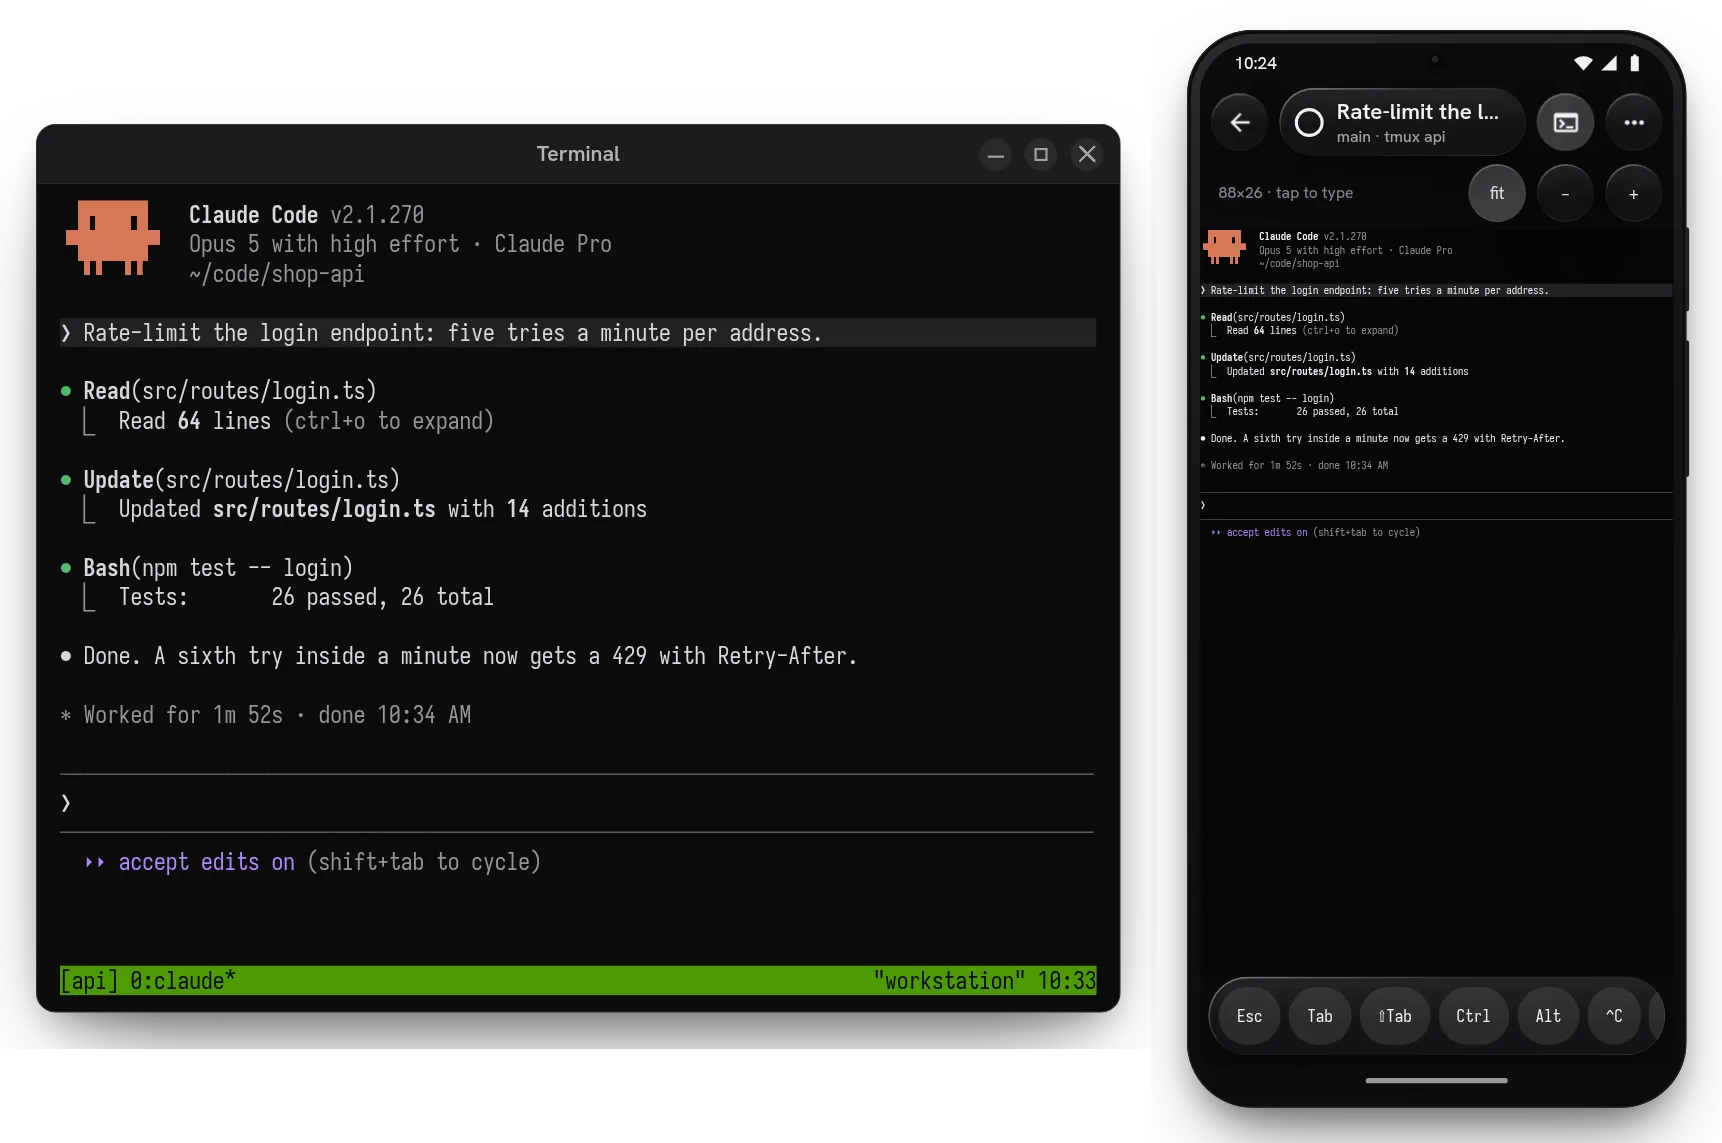 Terminal
Claude Code v2.1.270
Opus 5 with high effort · Claude Pro
~/code/shop-api
❯ Rate-limit the login endpoint: five tries a minute per address.
● Read(src/routes/login.ts)
⎿ Read 64 lines (ctrl+o to expand)
● Update(src/routes/login.ts)
⎿ Updated src/routes/login.ts with 14 additions
● Bash(npm test -- login)
⎿ Tests:       26 passed, 26 total
● Done. A sixth try inside a minute now gets a 429 with Retry-After.
* Worked for 1m 52s · done 10:34 AM
❯
⏵⏵ accept edits on (shift+tab to cycle)
[api] 0:claude* "workstation" 10:33
10:24
Rate-limit the l...
main · tmux api
88×26 · tap to type fit - +
Claude Code v2.1.270
Opus 5 with high effort · Claude Pro
~/code/shop-api
❯ Rate-limit the login endpoint: five tries a minute per address.
● Read(src/routes/login.ts)
⎿ Read 64 lines (ctrl+o to expand)
● Update(src/routes/login.ts)
⎿ Updated src/routes/login.ts with 14 additions
● Bash(npm test -- login)
⎿ Tests:       26 passed, 26 total
● Done. A sixth try inside a minute now gets a 429 with Retry-After.
* Worked for 1m 52s · done 10:34 AM
❯
⏵⏵ accept edits on (shift+tab to cycle)
Esc Tab ⇧Tab Ctrl Alt ^C